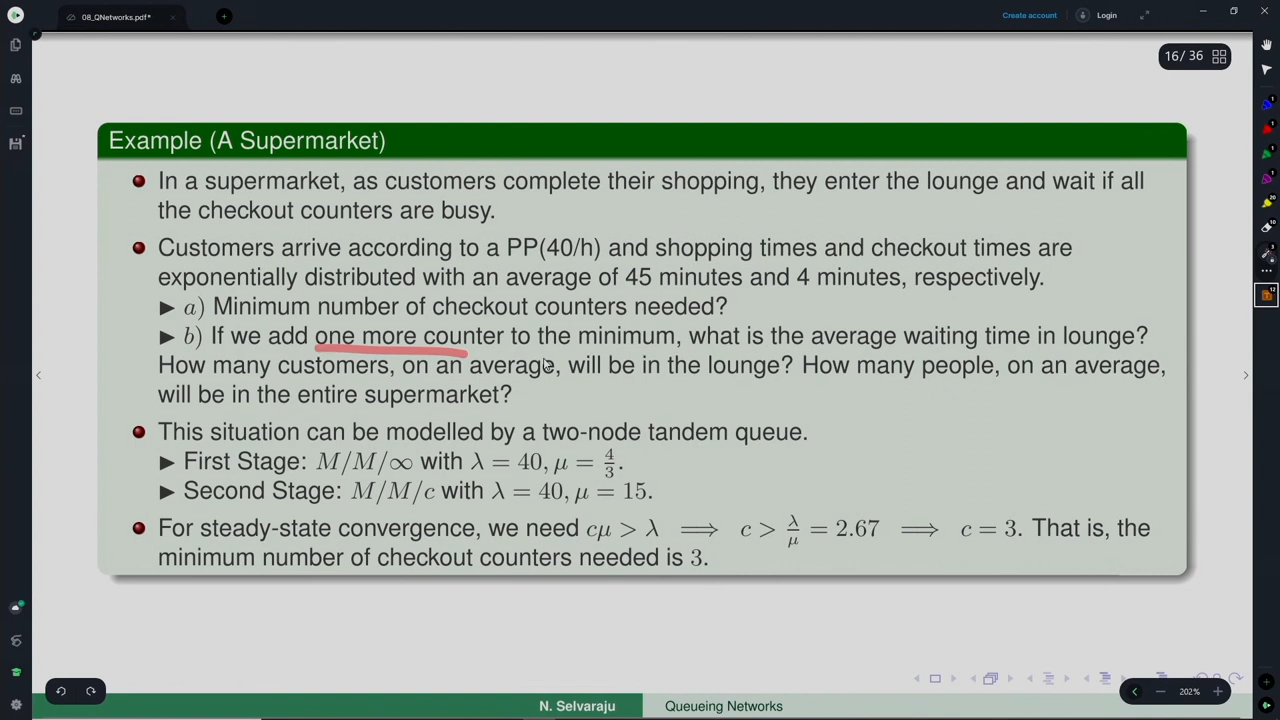 08_QNetworks.pdf*
Create account
Login
16/36
Example (A Supermarket)
In a supermarket, as customers complete their shopping, they enter the lounge and wait if all
the checkout counters are busy.
Customers arrive according to a PP(40/h) and shopping times and checkout times are
exponentially distributed with an average of 45 minutes and 4 minutes, respectively.
▶ a) Minimum number of checkout counters needed?
▶ b) If we add one more counter to the minimum, what is the average waiting time in lounge?
How many customers, on an average, will be in the lounge? How many people, on an average,
will be in the entire supermarket?
This situation can be modelled by a two-node tandem queue.
▶ First Stage: M/M/∞ with λ = 40, μ = 4/3.
▶ Second Stage: M/M/c with λ = 40, μ = 15.
For steady-state convergence, we need cμ > λ ⟹ c > λ/μ = 2.67 ⟹ c = 3. That is, the
minimum number of checkout counters needed is 3.
N. Selvaraju
Queueing Networks
202%